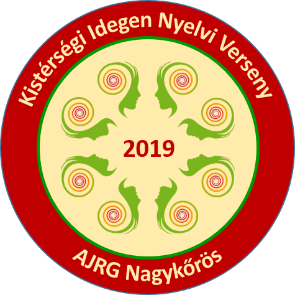 Kistérségi Idegen Nyelvi Verseny
2019
AJRG Nagykőrös